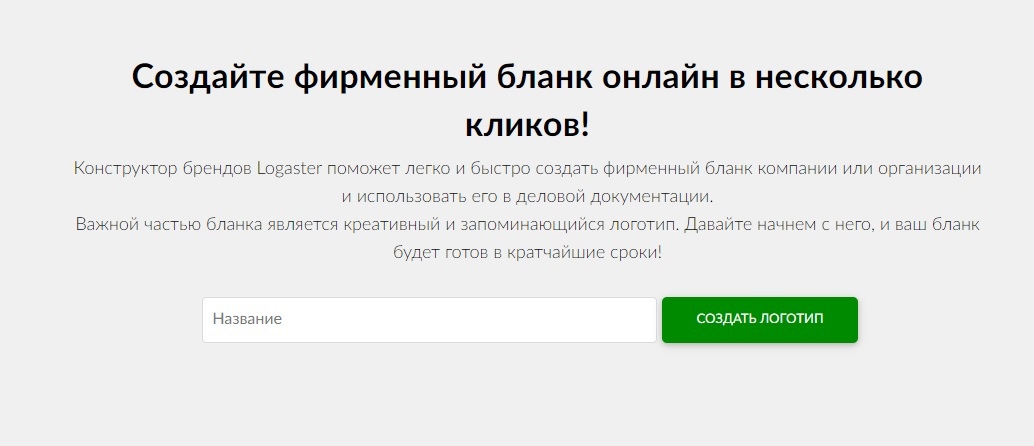 Создайте фирменный бланк онлайн в несколько
кликов!
Конструктор брендов Logaster поможет легко и быстро создать фирменный бланк компании или организации
и использовать его в деловой документации.
Важной частью бланка является креативный и запоминающийся логотип. Давайте начнем с него, и ваш бланк
будет готов в кратчайшие сроки!
Название СОЗДАТЬ ЛОГОТИП